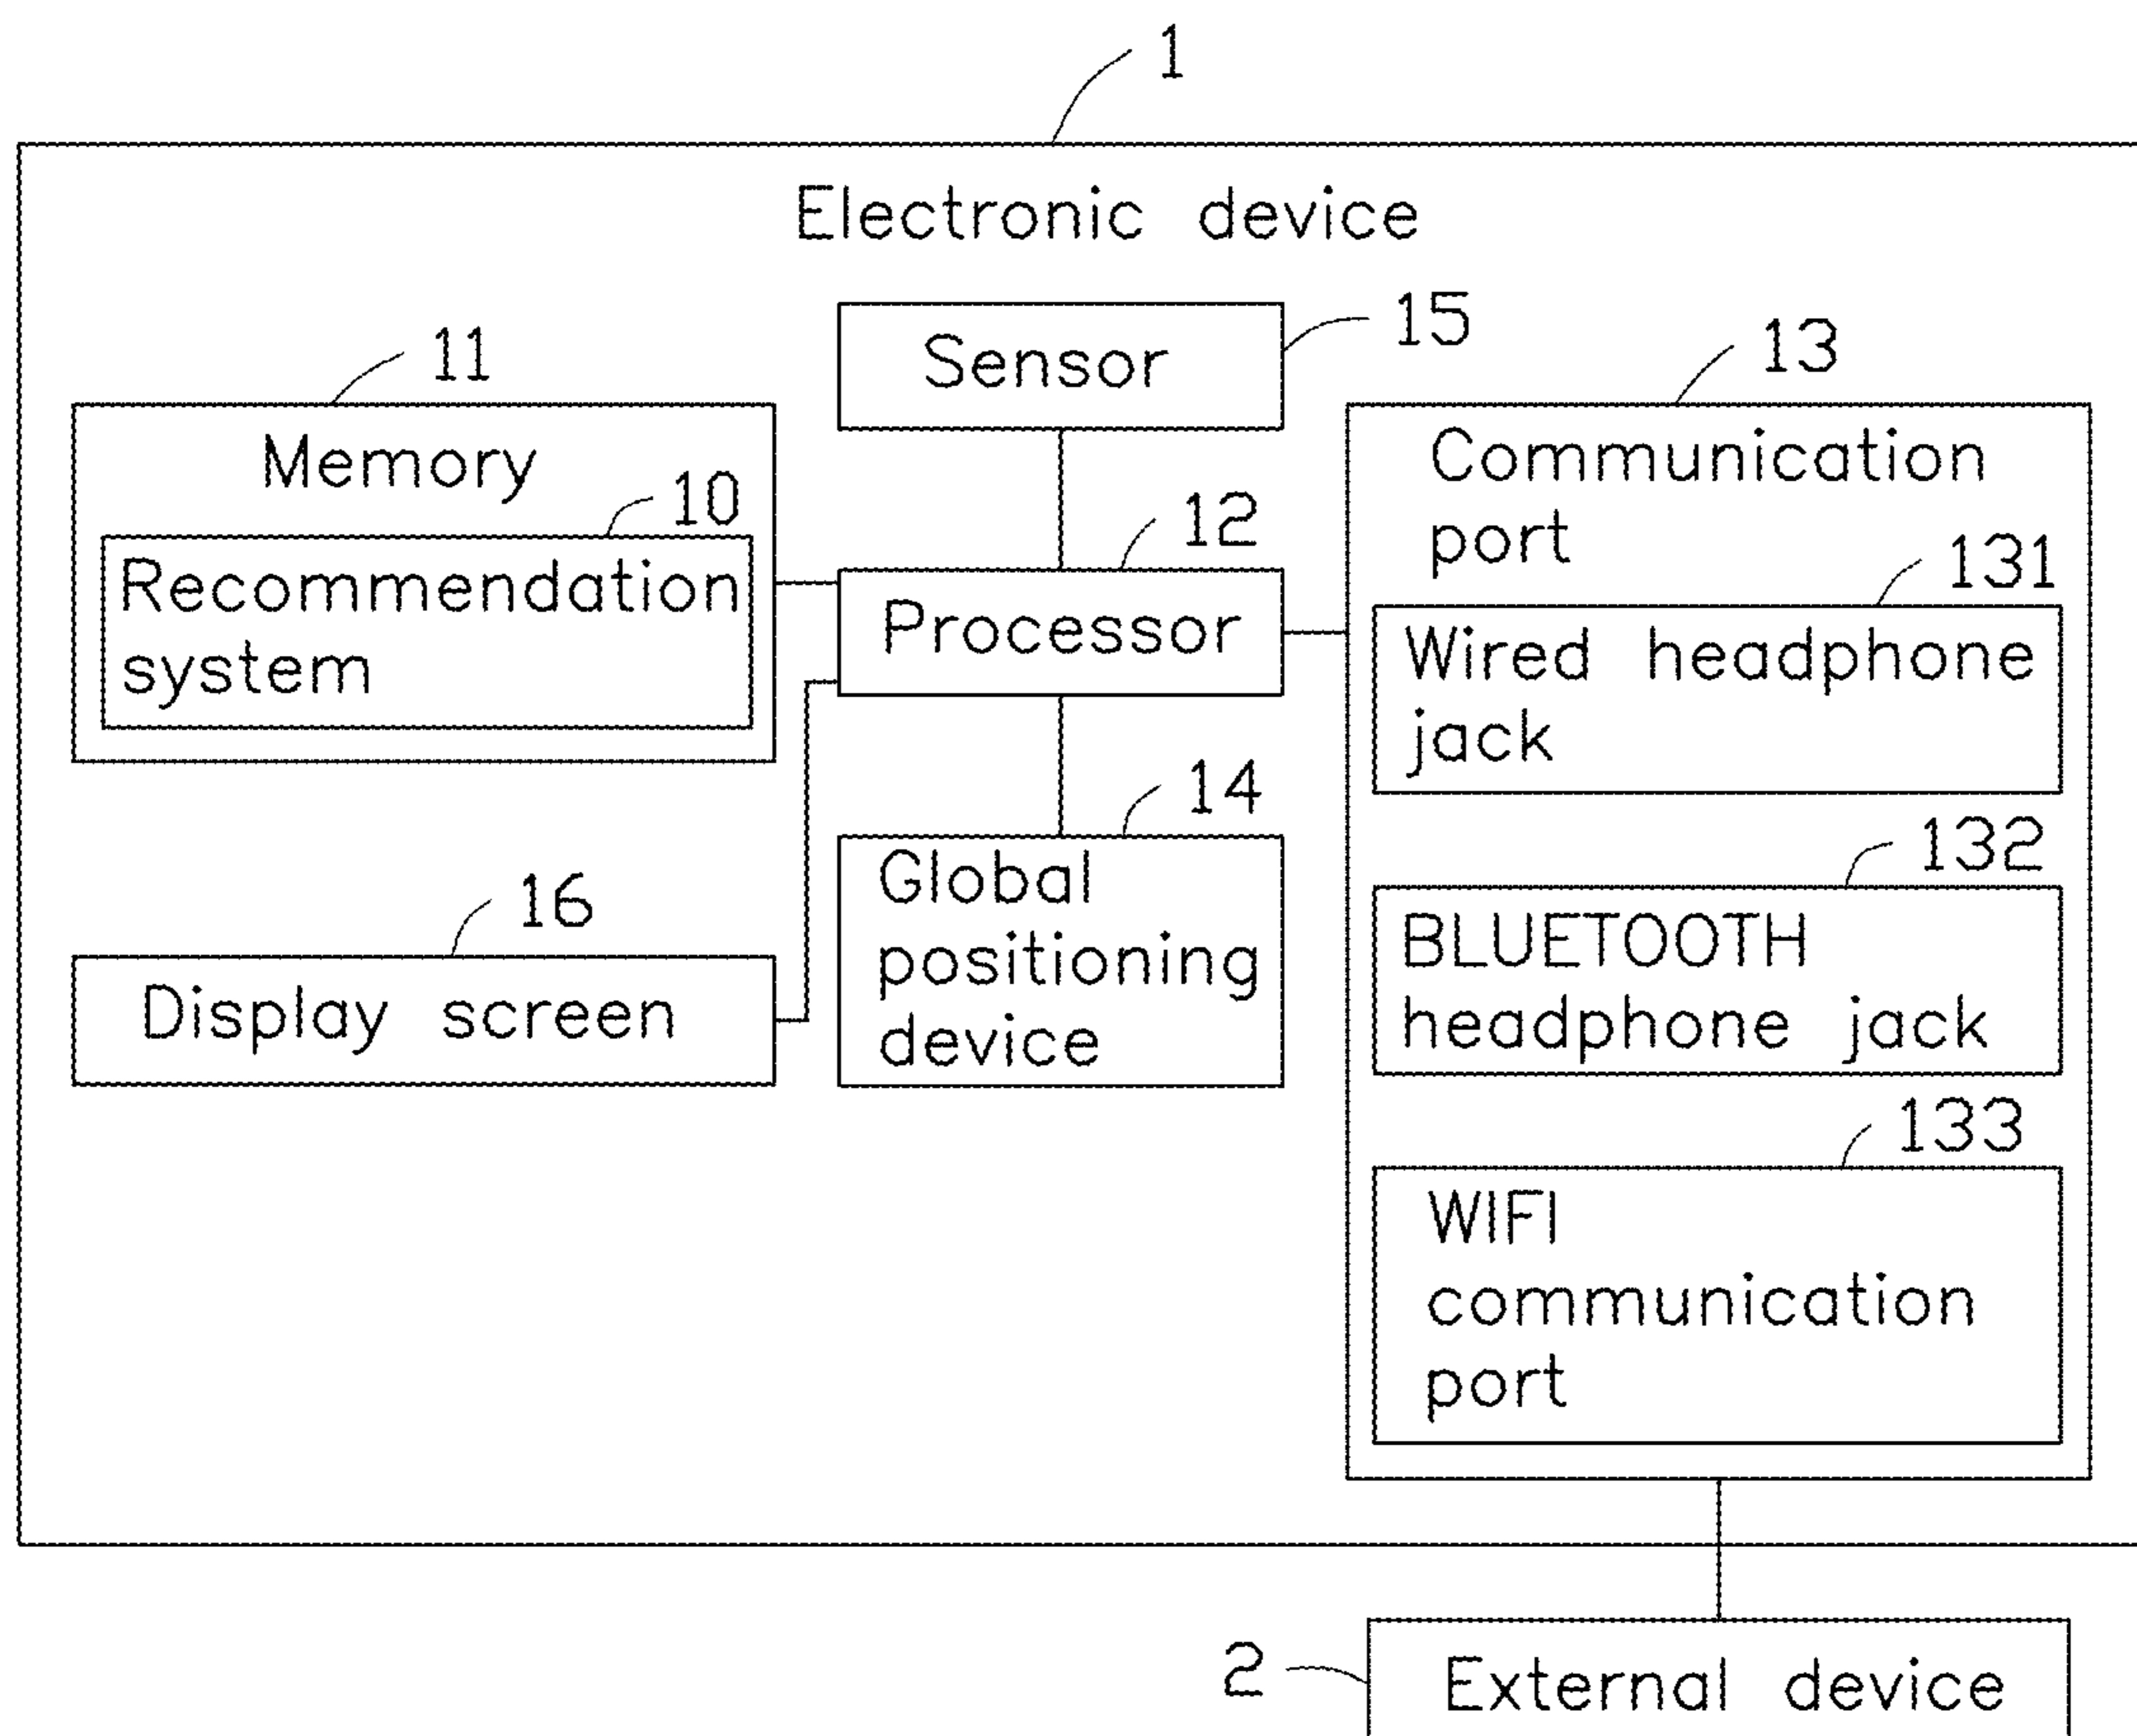 1
Electronic device
Sensor
15
11
Memory
10
Recommendation
system
12
Processor
13
Communication
port
131
Wired headphone
jack
14
Global
positioning
device
16
Display screen
132
BLUETOOTH
headphone jack
133
WIFI
communication
port
2
External device